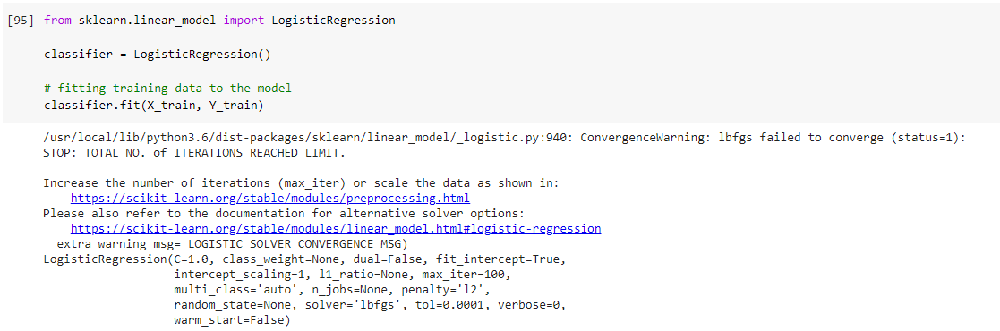 [95] from sklearn.linear_model import LogisticRegression
classifier = LogisticRegression()
# fitting training data to the model
classifier.fit(X_train, Y_train)
/usr/local/lib/python3.6/dist-packages/sklearn/linear_model/_logistic.py:940: ConvergenceWarning: lbfgs failed to converge (status=1):
STOP: TOTAL NO. of ITERATIONS REACHED LIMIT.
Increase the number of iterations (max_iter) or scale the data as shown in:
https://scikit-learn.org/stable/modules/preprocessing.html
Please also refer to the documentation for alternative solver options:
https://scikit-learn.org/stable/modules/linear_model.html#logistic-regression
extra_warning_msg=_LOGISTIC_SOLVER_CONVERGENCE_MSG)
LogisticRegression(C=1.0, class_weight=None, dual=False, fit_intercept=True,
intercept_scaling=1, l1_ratio=None, max_iter=100,
multi_class='auto', n_jobs=None, penalty='l2',
random_state=None, solver='lbfgs', tol=0.0001, verbose=0,
warm_start=False)